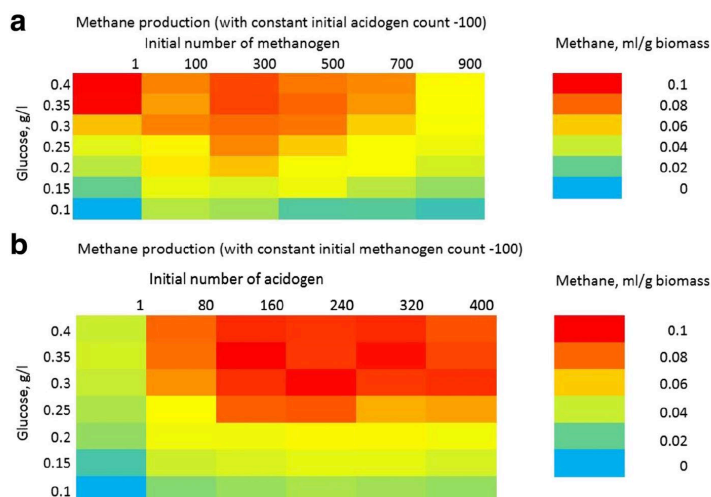 a
Methane production (with constant initial acidogen count -100)
Initial number of methanogen
1 100 300 500 700 900
Glucose, g/l
0.4
0.35
0.3
0.25
0.2
0.15
0.1
Methane, ml/g biomass
0.1
0.08
0.06
0.04
0.02
0
b
Methane production (with constant initial methanogen count -100)
Initial number of acidogen
1 80 160 240 320 400
Glucose, g/l
0.4
0.35
0.3
0.25
0.2
0.15
0.1
Methane, ml/g biomass
0.1
0.08
0.06
0.04
0.02
0